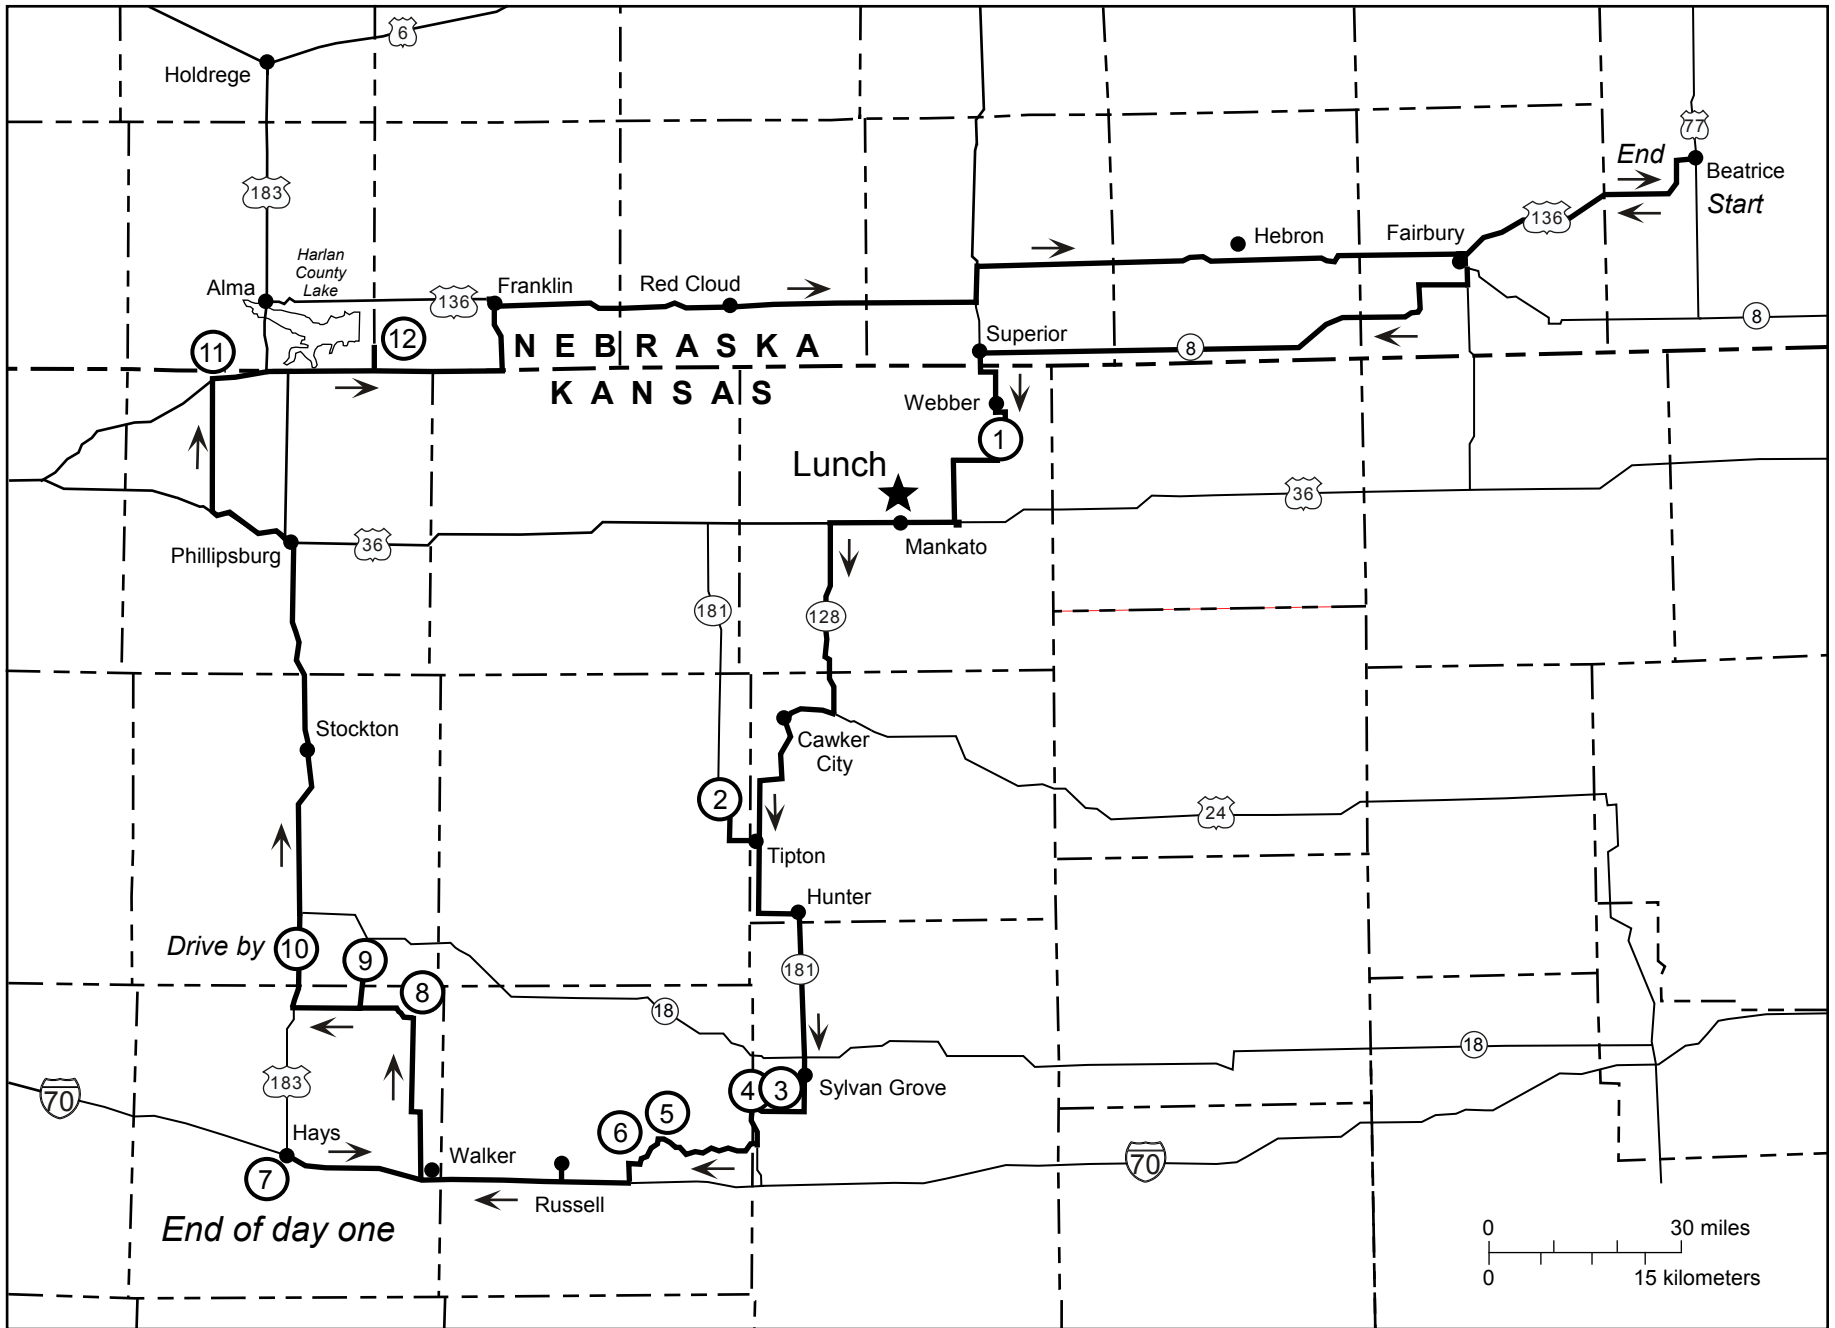 6
Holdrege
77
End
Beatrice
Start
183
136
Hebron
Fairbury
Harlan
County
Lake
Alma
136
Franklin
Red Cloud
8
12
11
NEBRASKA
Superior
8
KANSAS
Webber
1
Lunch
36
Mankato
36
Phillipsburg
181
128
Stockton
Cawker
City
2
24
Tipton
Hunter
Drive by
10
9
8
181
18
18
183
70
4
3
Sylvan Grove
5
6
Hays
Walker
70
7
Russell
End of day one
0
30 miles
0
15 kilometers